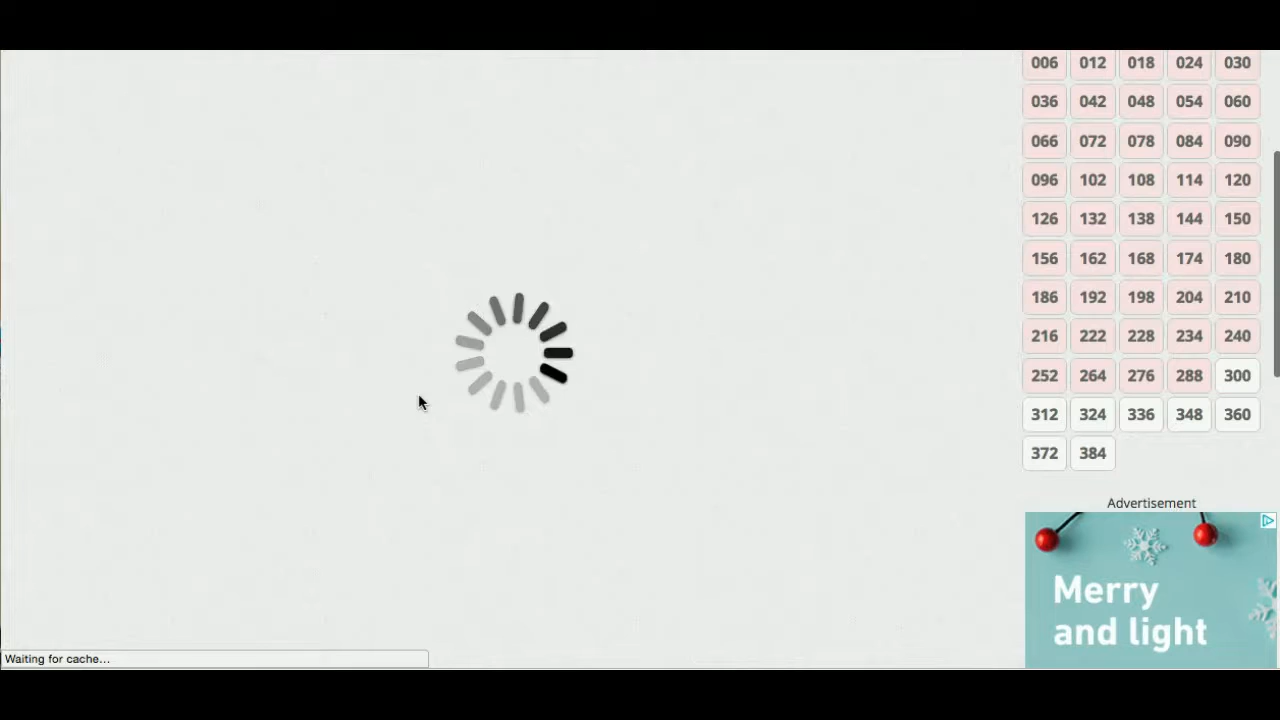 006 012 018 024 030
036 042 048 054 060
066 072 078 084 090
096 102 108 114 120
126 132 138 144 150
156 162 168 174 180
186 192 198 204 210
216 222 228 234 240
252 264 276 288 300
312 324 336 348 360
372 384
Advertisement
Merry
and light
Waiting for cache...